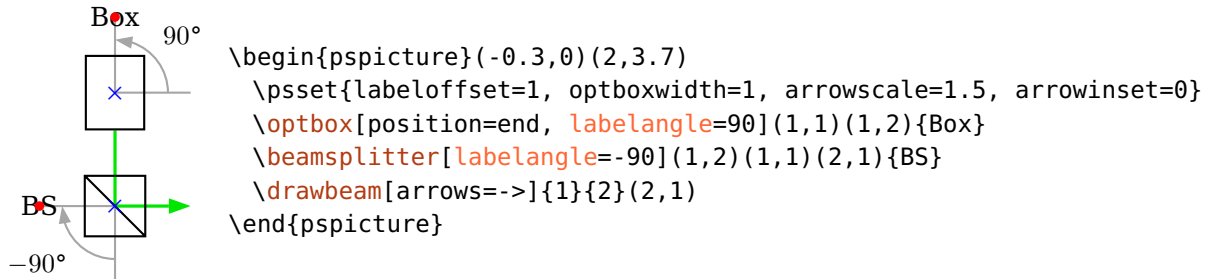 Box
90°
BS
−90°
\begin{pspicture}(-0.3,0)(2,3.7)
\psset{labeloffset=1, optboxwidth=1, arrowscale=1.5, arrowinset=0}
\optbox[position=end, labelangle=90](1,1)(1,2){Box}
\beamsplitter[labelangle=-90](1,2)(1,1)(2,1){BS}
\drawbeam[arrows=->]{1}{2}(2,1)
\end{pspicture}